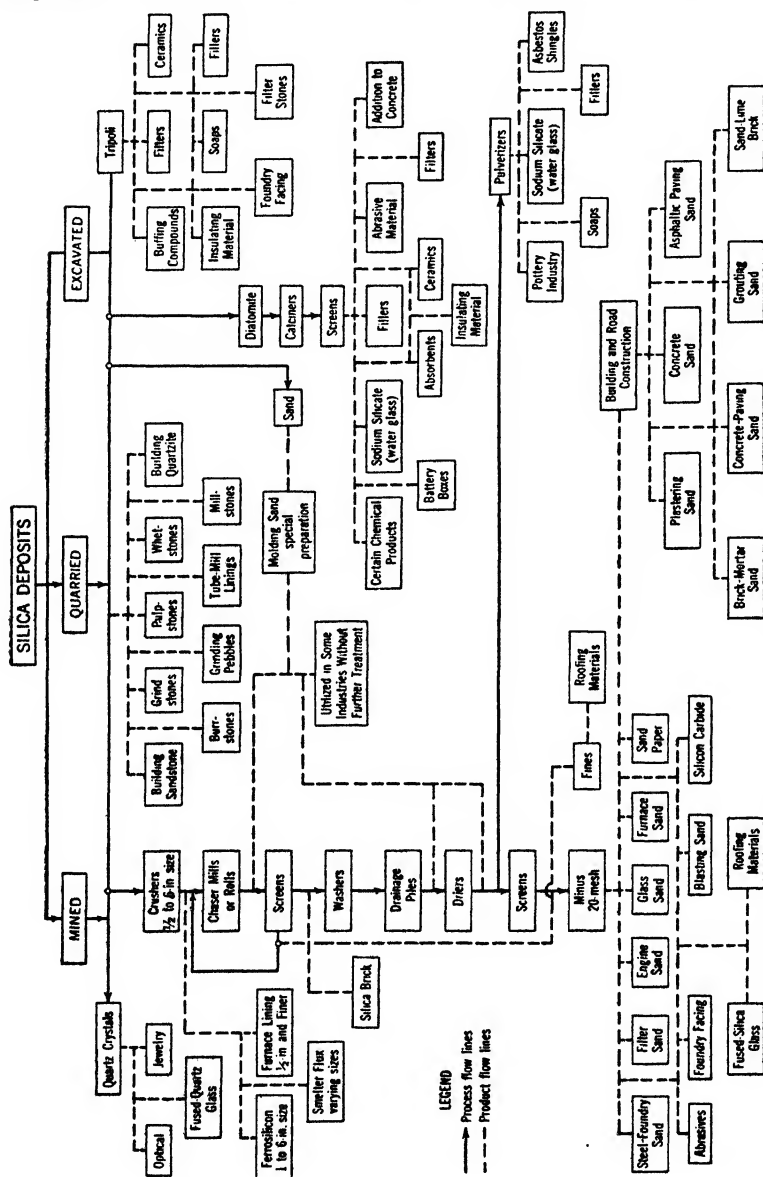 SILICA DEPOSITS
MINED
QUARRIED
EXCAVATED
Quartz Crystals
Optical
Jewelry
Fused-Quartz
Glass
Crushers
1/2 to 6-in size
Chaser Mills
or Rolls
Screens
Washers
Drainage
Piles
Driers
Screens
Minus
20-mesh
Ferrosilicon
1 to 6-in. size
Furnace Lining
1/2-in and Finer
Smelter Flux
varying sizes
Silica Brick
Building
Sandstone
Grind
stones
Pulp-
stones
Whet-
stones
Building
Quartzite
Burr-
stones
Grinding
Pebbles
Tube-Mill
Linings
Mill-
stones
Sand
Molding Sand
special
preparation
Utilized in Some
Industries Without
Further Treatment
Fines
Roofing
Materials
Tripoli
Buffing
Compounds
Filters
Ceramics
Insulating
Material
Soaps
Fillers
Foundry
Facing
Filter
Stones
Diatomite
Calciners
Screens
Certain Chemical
Products
Sodium Silicate
(water glass)
Fillers
Abrasive
Material
Addition to
Concrete
Battery
Boxes
Absorbents
Ceramics
Filters
Insulating
Material
Pulverizers
Pottery
Industry
Sodium Silicate
(water glass)
Asbestos
Shingles
Soaps
Fillers
Building and Road
Construction
Plastering
Sand
Concrete
Sand
Asphaltic Paving
Sand
Brick-Mortar
Sand
Concrete-Paving
Sand
Grouting
Sand
Sand-Lime
Brick
Steel-Foundry
Sand
Filter
Sand
Engine
Sand
Glass
Sand
Furnace
Sand
Sand
Paper
Abrasives
Foundry Facing
Blasting Sand
Silicon Carbide
Fused-Silica
Glass
Roofing
Materials
LEGEND
Process flow lines
Product flow lines